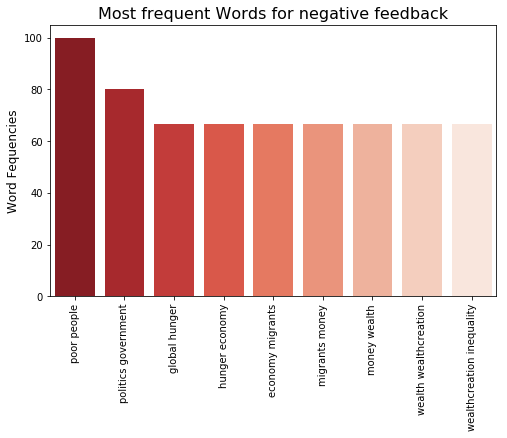 Most frequent Words for negative feedback
Word Fequencies
100
80
60
40
20
0
poor people
politics government
global hunger
hunger economy
economy migrants
migrants money
money wealth
wealth wealthcreation
wealthcreation inequality